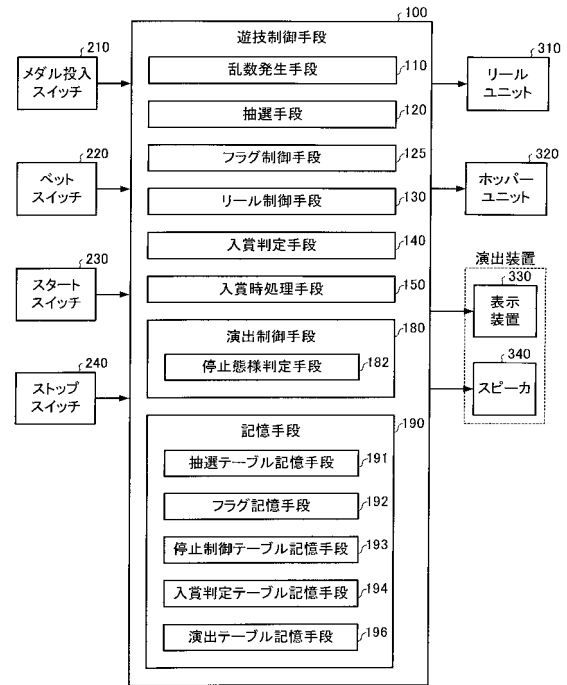 100
遊技制御手段
210
メダル投入
スイッチ
220
ベット
スイッチ
230
スタート
スイッチ
240
ストップ
スイッチ
乱数発生手段
110
抽選手段
120
フラグ制御手段
125
リール制御手段
130
入賞判定手段
140
入賞時処理手段
150
演出制御手段
180
停止態様判定手段
182
記憶手段
190
抽選テーブル記憶手段
191
フラグ記憶手段
192
停止制御テーブル記憶手段
193
入賞判定テーブル記憶手段
194
演出テーブル記憶手段
196
310
リール
ユニット
320
ホッパー
ユニット
演出装置
330
表示
装置
340
スピーカ